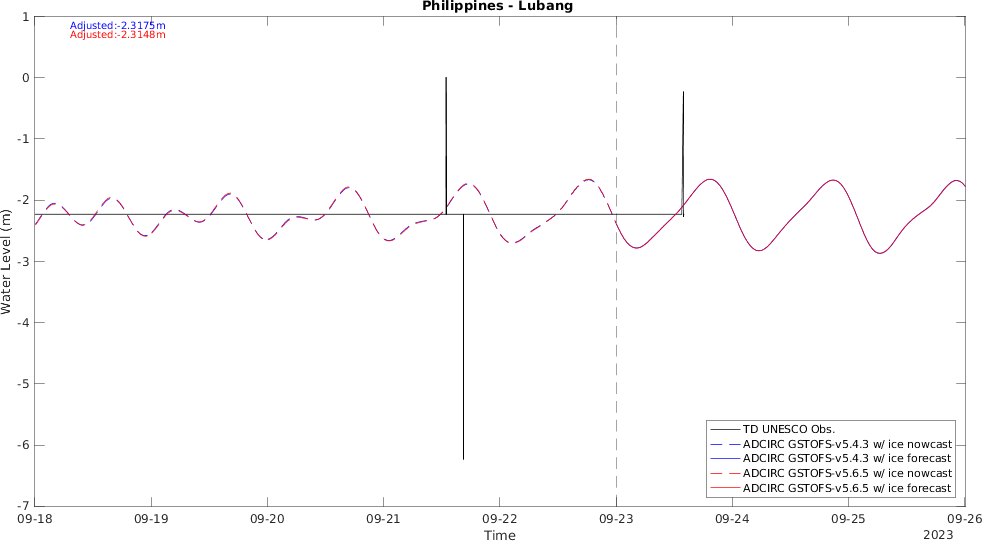 Philippines - Lubang
Adjusted:-2.3175m
Adjusted:-2.3148m
Water Level (m)
1
0
-1
-2
-3
-4
-5
-6
-7
09-18 09-19 09-20 09-21 09-22 09-23 09-24 09-25 09-26
Time
2023
TD UNESCO Obs.
ADCIRC GSTOFS-v5.4.3 w/ ice nowcast
ADCIRC GSTOFS-v5.4.3 w/ ice forecast
ADCIRC GSTOFS-v5.6.5 w/ ice nowcast
ADCIRC GSTOFS-v5.6.5 w/ ice forecast